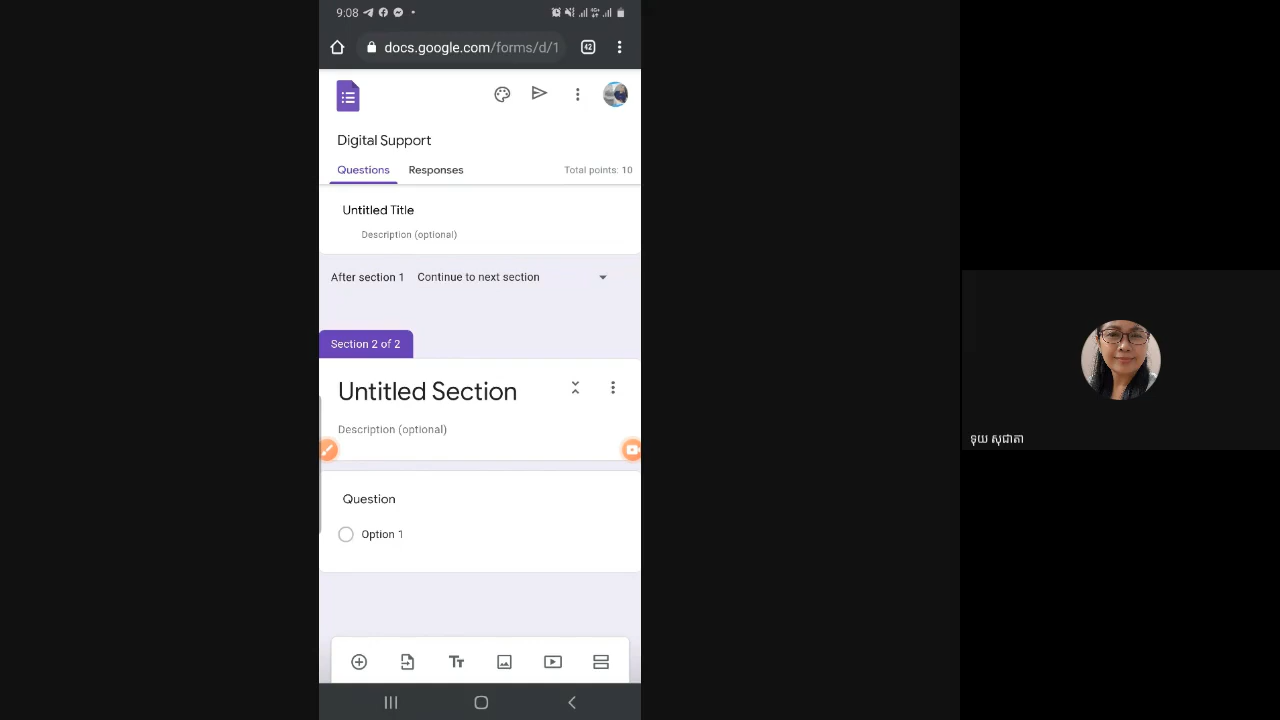 9:08
docs.google.com/forms/d/1
42
Digital Support
Questions Responses Total points: 10
Untitled Title
Description (optional)
After section 1 Continue to next section
Section 2 of 2
Untitled Section
Description (optional)
Question
Option 1
Tт
ទុយ សុជាតា